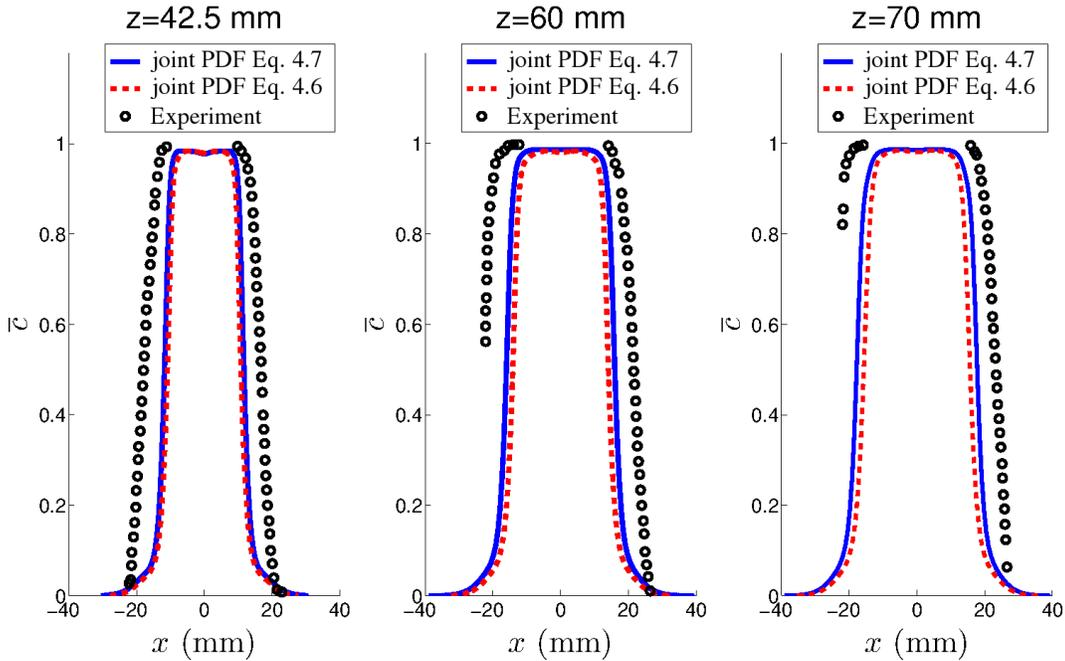 z=42.5 mm
joint PDF Eq. 4.7
joint PDF Eq. 4.6
Experiment
1
0.8
0.6
0.4
0.2
0
c̅
−40
−20
0
20
40
x (mm)
z=60 mm
joint PDF Eq. 4.7
joint PDF Eq. 4.6
Experiment
1
0.8
0.6
0.4
0.2
0
c̅
−40
−20
0
20
40
x (mm)
z=70 mm
joint PDF Eq. 4.7
joint PDF Eq. 4.6
Experiment
1
0.8
0.6
0.4
0.2
0
c̅
−40
−20
0
20
40
x (mm)